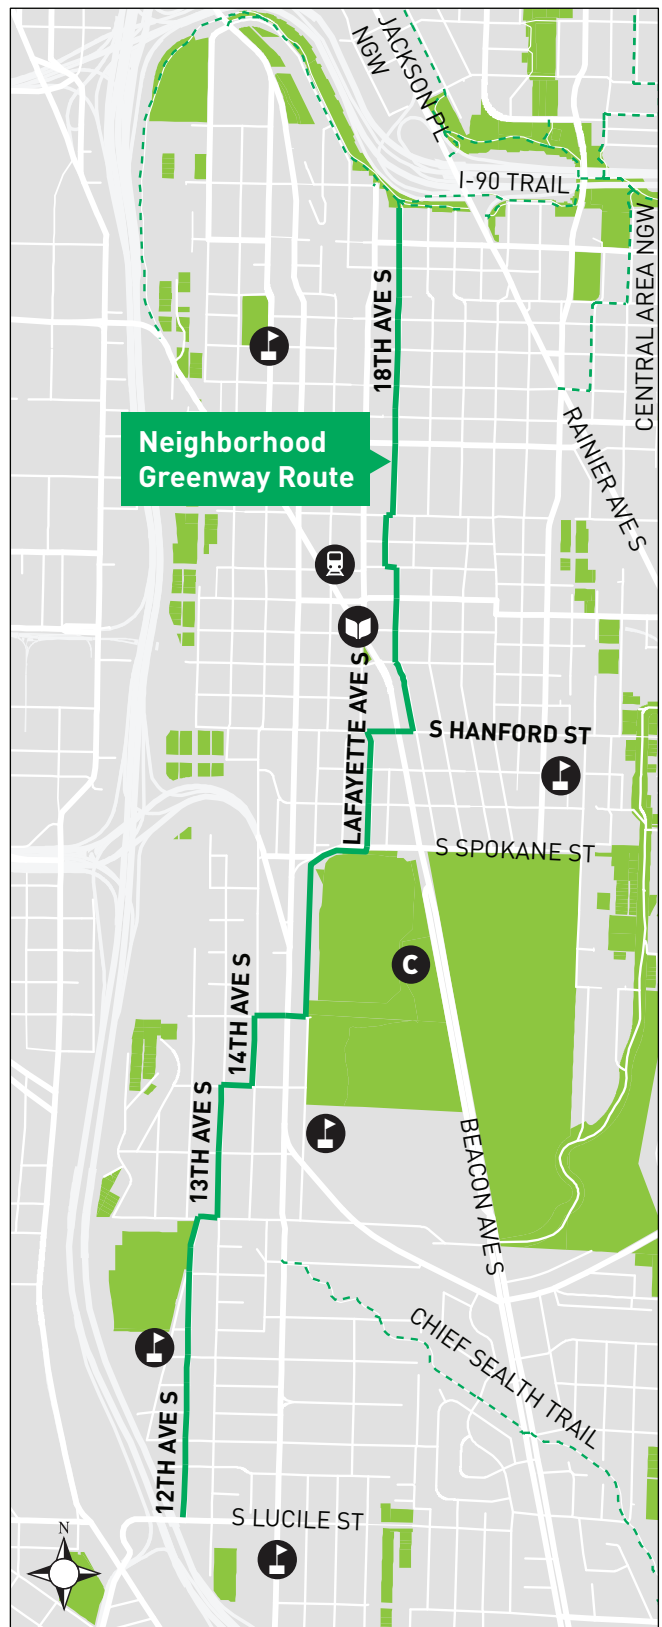 JACKSON PL
NGW
I-90 TRAIL
CENTRAL AREA NGW
18TH AVE S
RAINIER AVE S
Neighborhood
Greenway Route
LAFAYETTE AVE S
S HANFORD ST
S SPOKANE ST
C
14TH AVE S
13TH AVE S
BEACON AVE S
CHIEF SEALTH TRAIL
12TH AVE S
S LUCILE ST
N